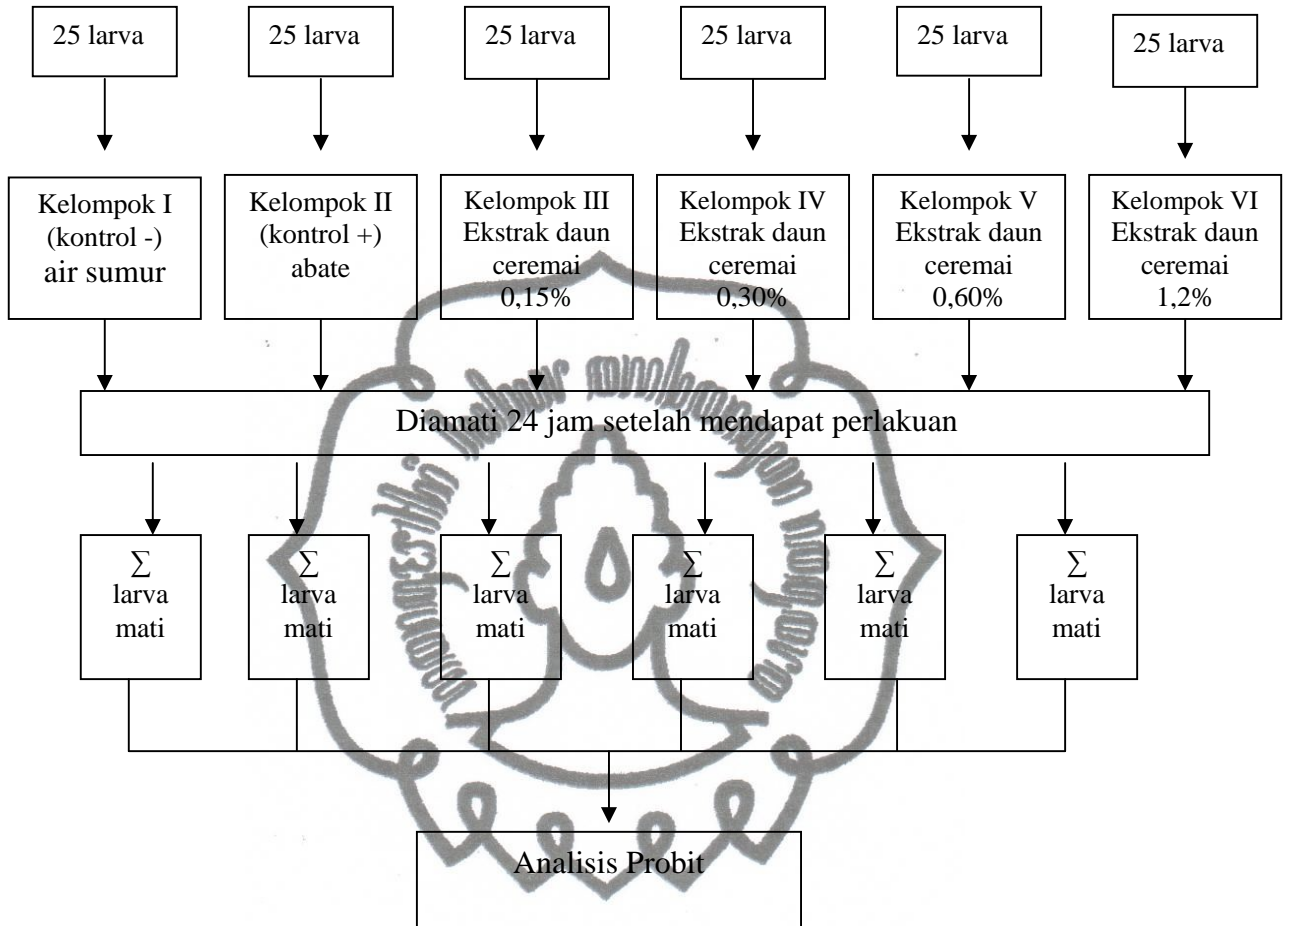 25 larva
25 larva
25 larva
25 larva
25 larva
25 larva
Kelompok I
(kontrol -)
air sumur
Kelompok II
(kontrol +)
abate
Kelompok III
Ekstrak daun
ceremai
0,15%
Kelompok IV
Ekstrak daun
ceremai
0,30%
Kelompok V
Ekstrak daun
ceremai
0,60%
Kelompok VI
Ekstrak daun
ceremai
1,2%
Diamati 24 jam setelah mendapat perlakuan
∑
larva
mati
∑
larva
mati
∑
larva
mati
∑
larva
mati
∑
larva
mati
∑
larva
mati
Analisis Probit